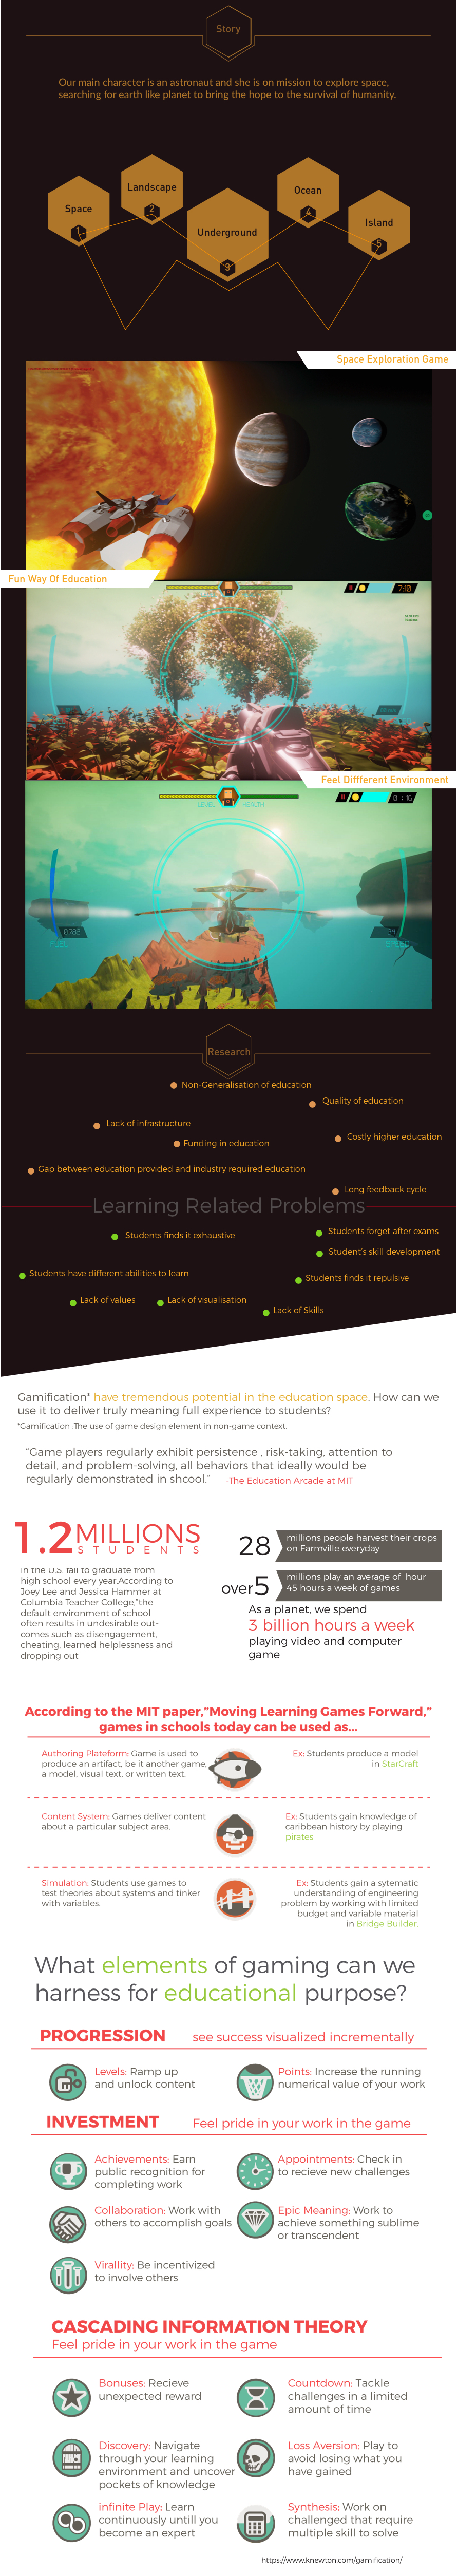 Story
Our main character is an astronaut and she is on mission to explore space,
searching for earth like planet to bring the hope to the survival of humanity.
Space
1
Landscape
2
Underground
3
Ocean
4
Island
5
Space Exploration Game
Fun Way Of Education
7:10
Feel Diffferent Environment
LEVEL
HEALTH
0 : 16
0.782
FUEL
SPEED
Research
Non-Generalisation of education
Quality of education
Lack of infrastructure
Costly higher education
Funding in education
Gap between education provided and industry required education
Long feedback cycle
Learning Related Problems
Students finds it exhaustive
Students forget after exams
Student's skill development
Students have different abilities to learn
Students finds it repulsive
Lack of values
Lack of visualisation
Lack of Skills
Gamification* have tremendous potential in the education space. How can we
use it to deliver truly meaning full experience to students?
*Gamification :The use of game design element in non-game context.
"Game players regularly exhibit persistence , risk-taking, attention to
detail, and problem-solving, all behaviors that ideally would be
regularly demonstrated in shcool."
-The Education Arcade at MIT
1.2 MILLIONS
STUDENTS
in the U.S. fail to graduate from
high school every year.According to
Joey Lee and Jessica Hammer at
Columbia Teacher College,"the
default environment of school
often results in undesirable out-
comes such as disengagement,
cheating, learned helplessness and
dropping out
28
millions people harvest their crops
on Farmville everyday
over 5
millions play an average of hour
45 hours a week of games
As a planet, we spend
3 billion hours a week
playing video and computer
game
According to the MIT paper,"Moving Learning Games Forward,"
games in schools today can be used as...
Authoring Plateform: Game is used to
produce an artifact, be it another game,
a model, visual text, or written text.
Ex: Students produce a model
in StarCraft
Content System: Games deliver content
about a particular subject area.
Ex: Students gain knowledge of
caribbean history by playing
pirates
Simulation: Students use games to
test theories about systems and tinker
with variables.
Ex: Students gain a sytematic
understanding of engineering
problem by working with limited
budget and variable material
in Bridge Builder.
What elements of gaming can we
harness for educational purpose?
PROGRESSION
see success visualized incrementally
Levels: Ramp up
and unlock content
Points: Increase the running
numerical value of your work
INVESTMENT
Feel pride in your work in the game
Achievements: Earn
public recognition for
completing work
Appointments: Check in
to recieve new challenges
Collaboration: Work with
others to accomplish goals
Epic Meaning: Work to
achieve something sublime
or transcendent
Virallity: Be incentivized
to involve others
CASCADING INFORMATION THEORY
Feel pride in your work in the game
Bonuses: Recieve
unexpected reward
Countdown: Tackle
challenges in a limited
amount of time
Discovery: Navigate
through your learning
environment and uncover
pockets of knowledge
Loss Aversion: Play to
avoid losing what you
have gained
infinite Play: Learn
continuously untill you
become an expert
Synthesis: Work on
challenged that require
multiple skill to solve
https://www.knewton.com/gamification/